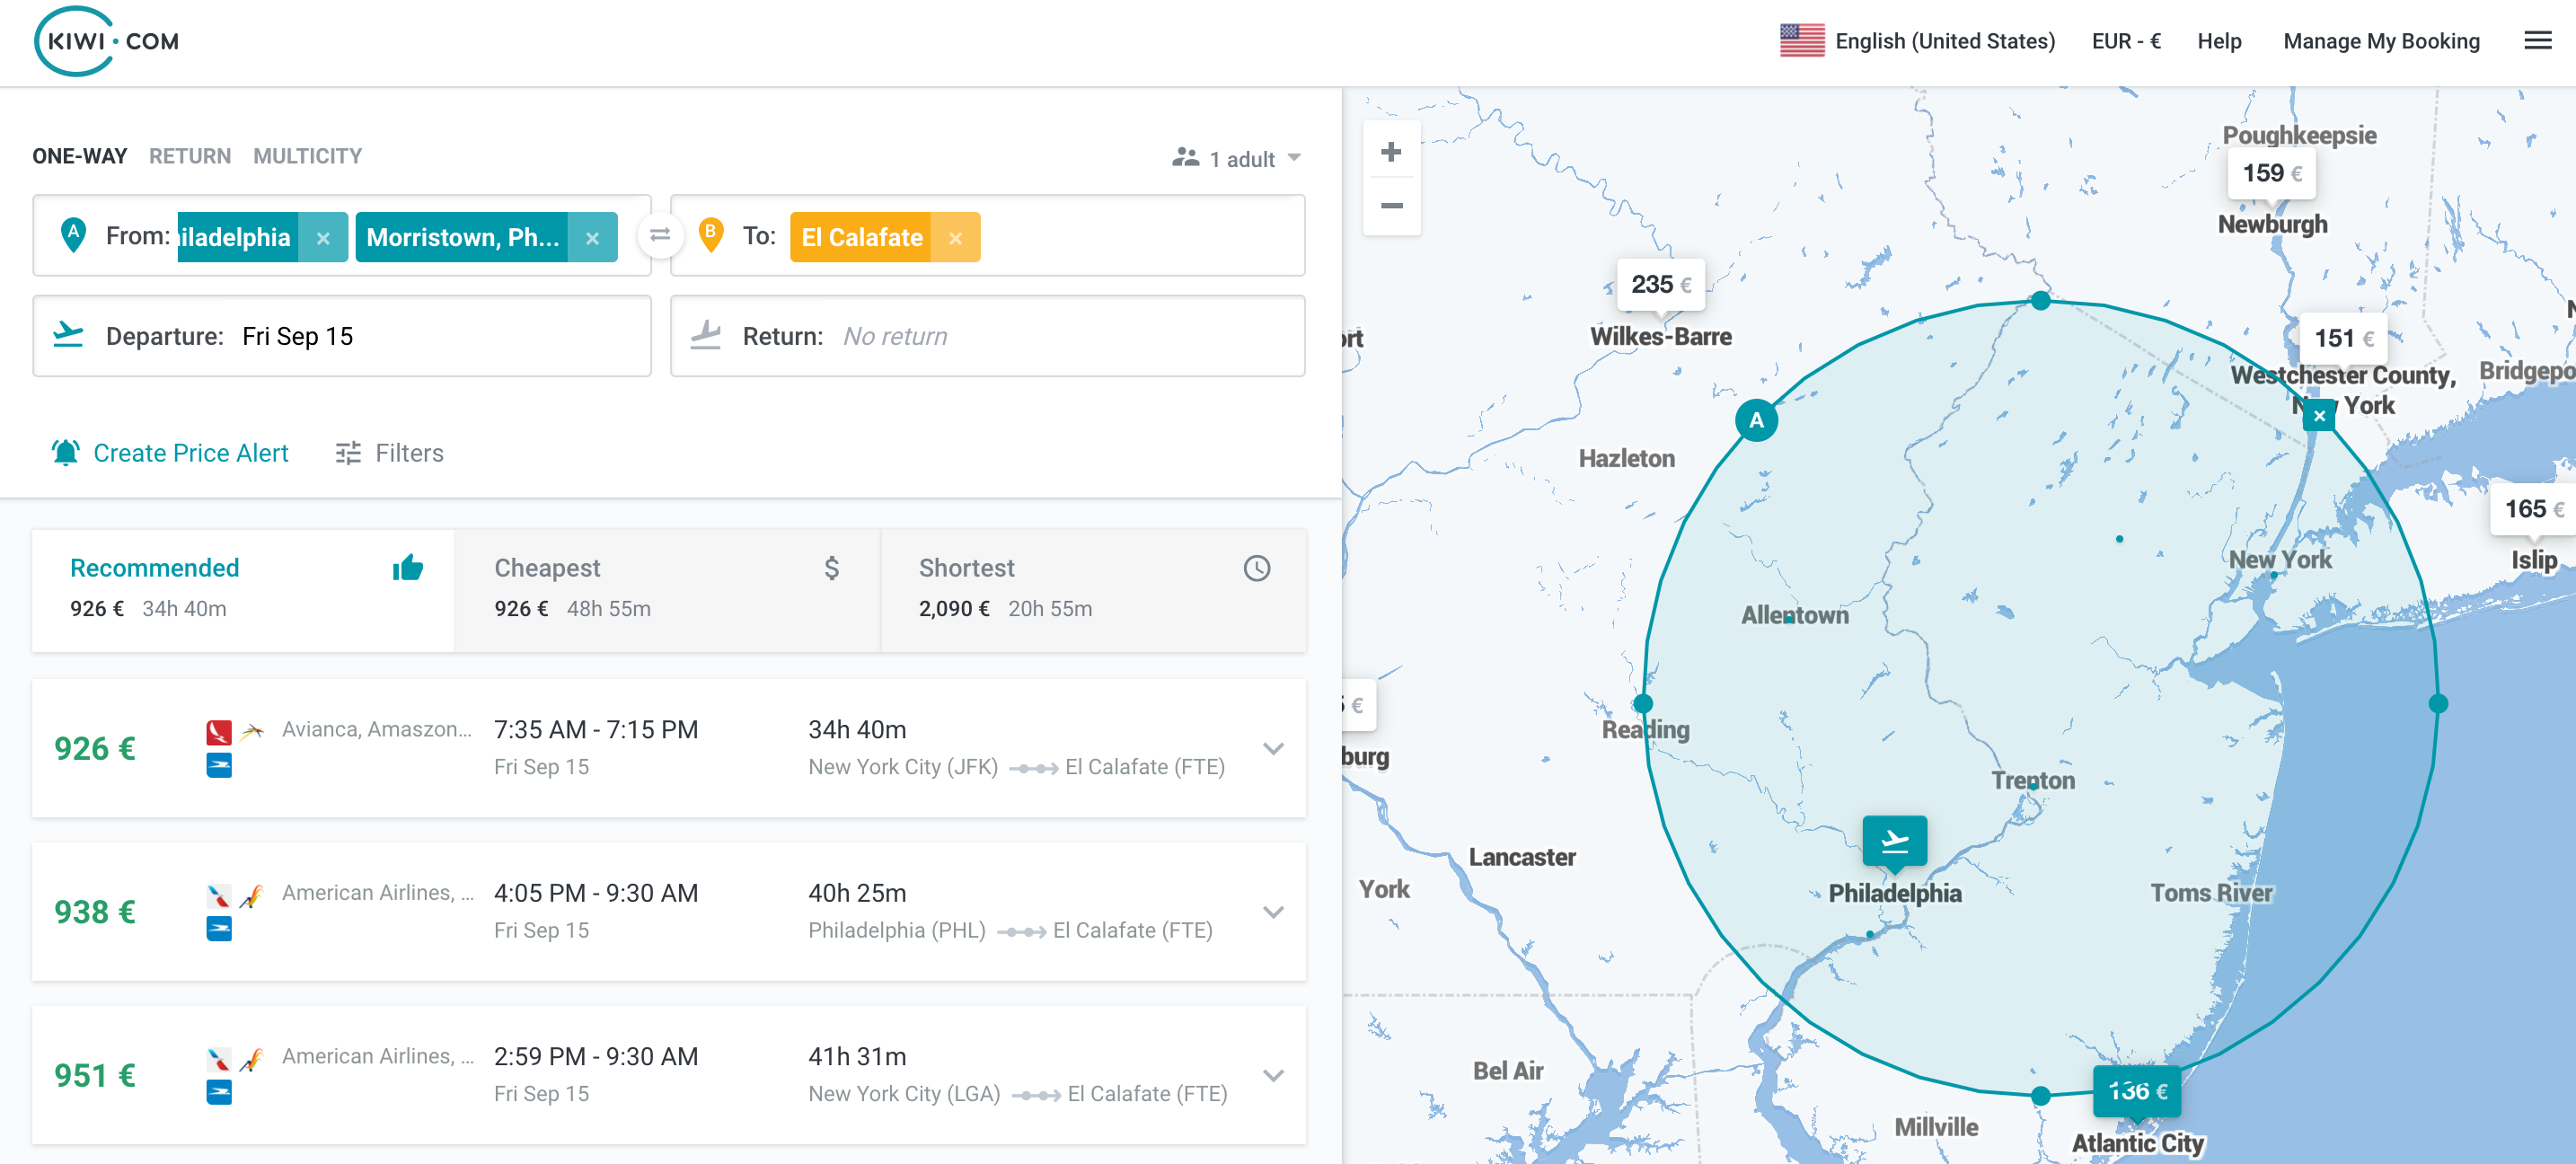 KIWI·COM
English (United States)
EUR - €
Help
Manage My Booking
ONE-WAY
RETURN
MULTICITY
1 adult
A
From:
iladelphia
Morristown, Ph...
B
To:
El Calafate
Departure:
Fri Sep 15
Return:
No return
Create Price Alert
Filters
Recommended
926 € 34h 40m
Cheapest
$
926 € 48h 55m
Shortest
2,090 € 20h 55m
926 €
Avianca, Amaszon...
7:35 AM - 7:15 PM
Fri Sep 15
34h 40m
New York City (JFK)
El Calafate (FTE)
938 €
American Airlines, ...
4:05 PM - 9:30 AM
Fri Sep 15
40h 25m
Philadelphia (PHL)
El Calafate (FTE)
951 €
American Airlines, ...
2:59 PM - 9:30 AM
Fri Sep 15
41h 31m
New York City (LGA)
El Calafate (FTE)
Poughkeepsie
159 €
Newburgh
235 €
Wilkes-Barre
151 €
Westchester County,
New York
Bridgepo
A
Hazleton
165 €
Islip
New York
Allentown
€
Reading
burg
Trenton
Lancaster
York
Philadelphia
Toms River
Bel Air
136 €
Millville
Atlantic City